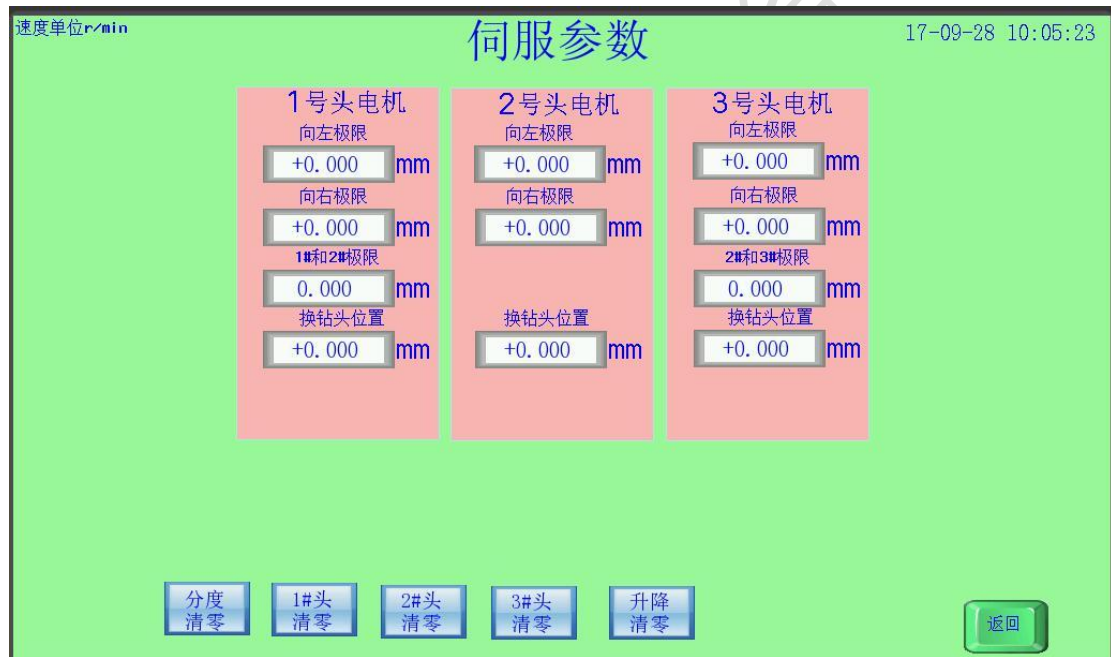 速度单位r/min
伺服参数
17-09-28 10:05:23
1号头电机
向左极限
+0.000 mm
向右极限
+0.000 mm
1#和2#极限
0.000 mm
换钻头位置
+0.000 mm
2号头电机
向左极限
+0.000 mm
向右极限
+0.000 mm
换钻头位置
+0.000 mm
3号头电机
向左极限
+0.000 mm
向右极限
+0.000 mm
2#和3#极限
0.000 mm
换钻头位置
+0.000 mm
分度
清零
1#头
清零
2#头
清零
3#头
清零
升降
清零
返回